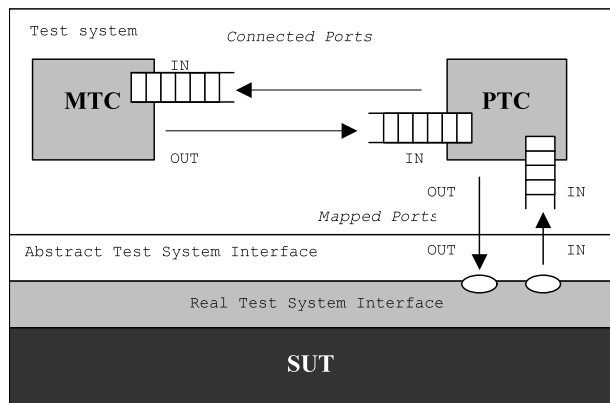 Test system
Connected Ports
IN
MTC
PTC
OUT
IN
OUT
IN
Mapped Ports
Abstract Test System Interface
OUT
IN
Real Test System Interface
SUT